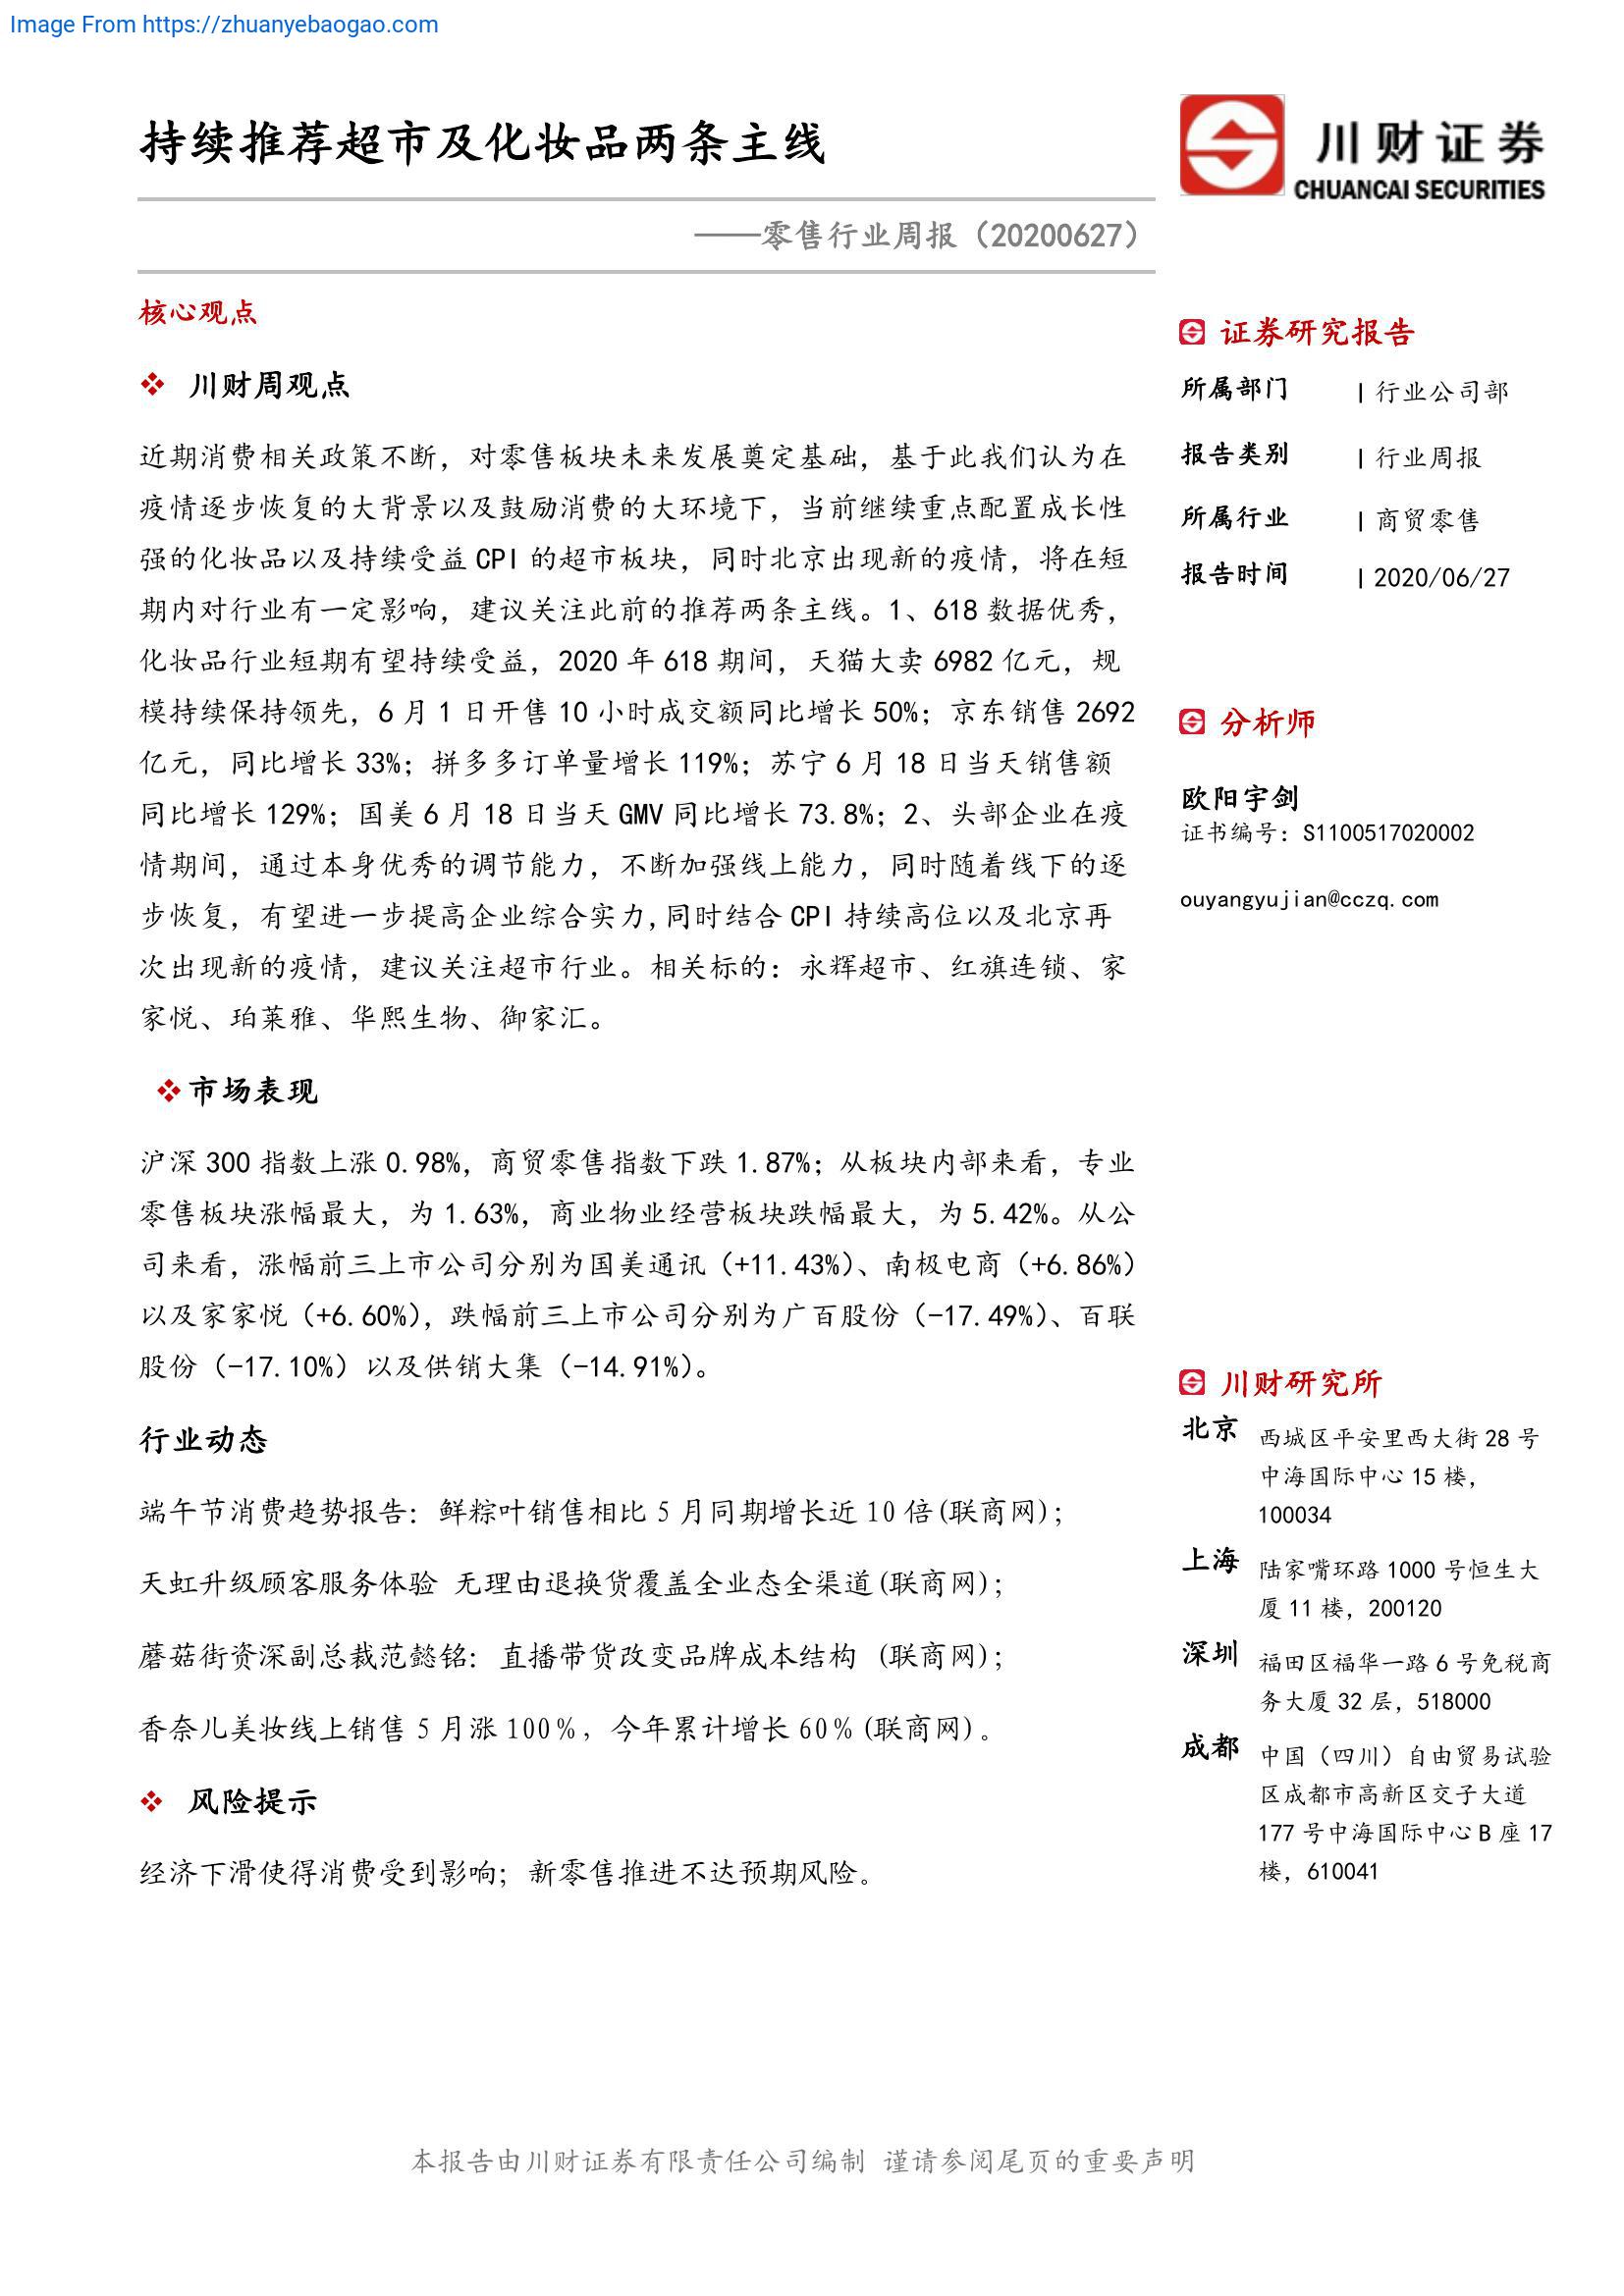 Image From https://zhuanyebaogao.com
持续推荐超市及化妆品两条主线
——零售行业周报（20200627）
川财证券
CHUANCAI SECURITIES
核心观点
川财周观点
近期消费相关政策不断，对零售板块未来发展奠定基础，基于此我们认为在
疫情逐步恢复的大背景以及鼓励消费的大环境下，当前继续重点配置成长性
强的化妆品以及持续受益 CPI 的超市板块，同时北京出现新的疫情，将在短
期内对行业有一定影响，建议关注此前的推荐两条主线。1、618 数据优秀，
化妆品行业短期有望持续受益，2020 年 618 期间，天猫大卖 6982 亿元，规
模持续保持领先，6 月 1 日开售 10 小时成交额同比增长 50%；京东销售 2692
亿元，同比增长 33%；拼多多订单量增长 119%；苏宁 6 月 18 日当天销售额
同比增长 129%；国美 6 月 18 日当天 GMV 同比增长 73.8%；2、头部企业在疫
情期间，通过本身优秀的调节能力，不断加强线上能力，同时随着线下的逐
步恢复，有望进一步提高企业综合实力,同时结合 CPI 持续高位以及北京再
次出现新的疫情，建议关注超市行业。相关标的：永辉超市、红旗连锁、家
家悦、珀莱雅、华熙生物、御家汇。
市场表现
沪深 300 指数上涨 0.98%，商贸零售指数下跌 1.87%；从板块内部来看，专业
零售板块涨幅最大，为 1.63%，商业物业经营板块跌幅最大，为 5.42%。从公
司来看，涨幅前三上市公司分别为国美通讯（+11.43%）、南极电商（+6.86%）
以及家家悦（+6.60%），跌幅前三上市公司分别为广百股份（-17.49%）、百联
股份（-17.10%）以及供销大集（-14.91%）。
行业动态
端午节消费趋势报告：鲜粽叶销售相比 5 月同期增长近 10 倍(联商网)；
天虹升级顾客服务体验 无理由退换货覆盖全业态全渠道(联商网)；
蘑菇街资深副总裁范懿铭：直播带货改变品牌成本结构 (联商网)；
香奈儿美妆线上销售 5 月涨 100%，今年累计增长 60%(联商网)。
风险提示
经济下滑使得消费受到影响；新零售推进不达预期风险。
证券研究报告
所属部门 | 行业公司部
报告类别 | 行业周报
所属行业 | 商贸零售
报告时间 | 2020/06/27
分析师
欧阳宇剑
证书编号：S1100517020002
ouyangyujian@cczq.com
川财研究所
北京 西城区平安里西大街 28 号
中海国际中心 15 楼，
100034
上海 陆家嘴环路 1000 号恒生大
厦 11 楼，200120
深圳 福田区福华一路 6 号免税商
务大厦 32 层，518000
成都 中国（四川）自由贸易试验
区成都市高新区交子大道
177 号中海国际中心 B 座 17
楼，610041
本报告由川财证券有限责任公司编制 谨请参阅尾页的重要声明